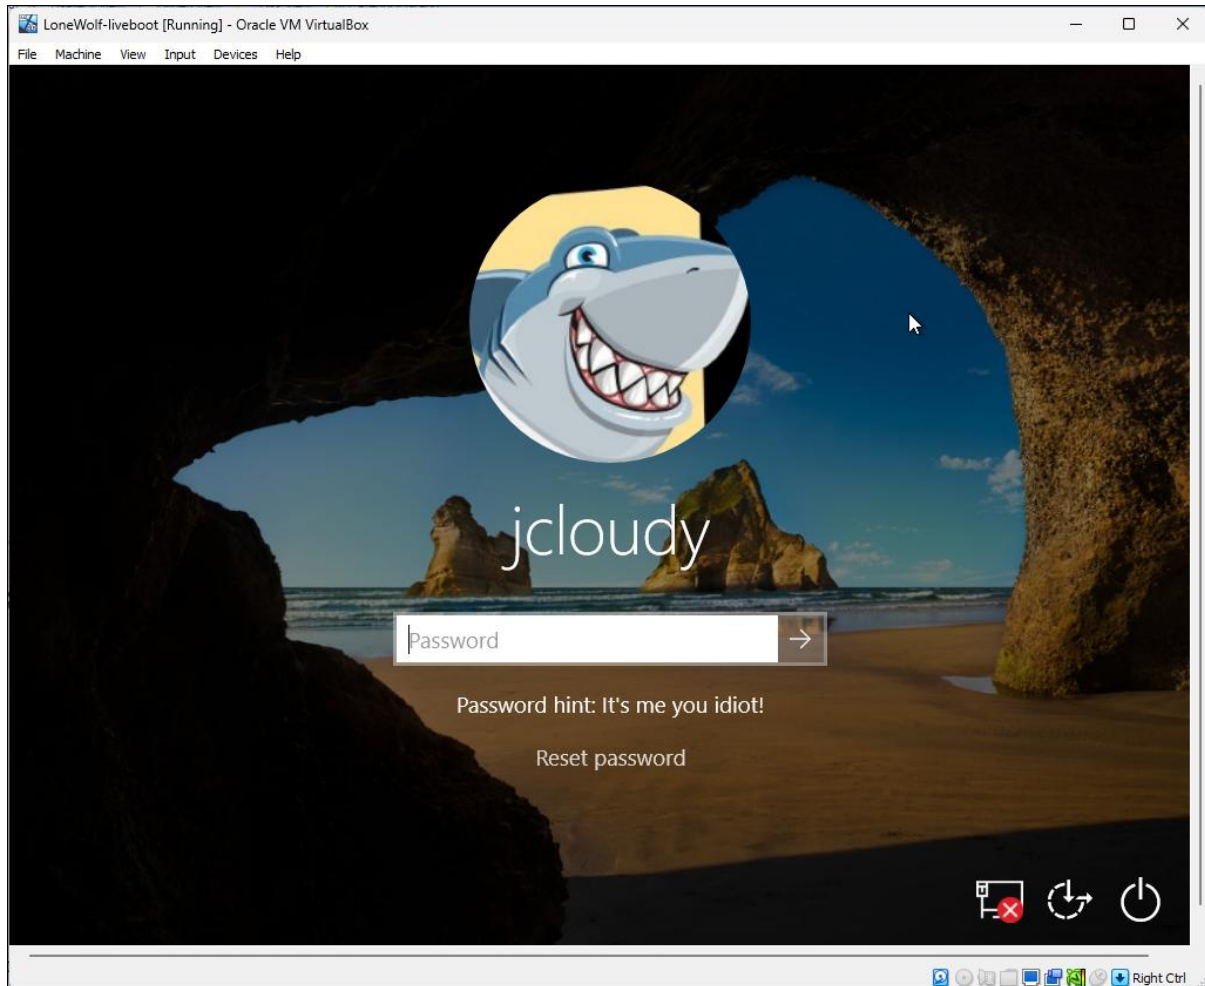 LoneWolf-liveboot [Running] - Oracle VM VirtualBox
File Machine View Input Devices Help
jcloudy
Password
Password hint: It's me you idiot!
Reset password
Right Ctrl